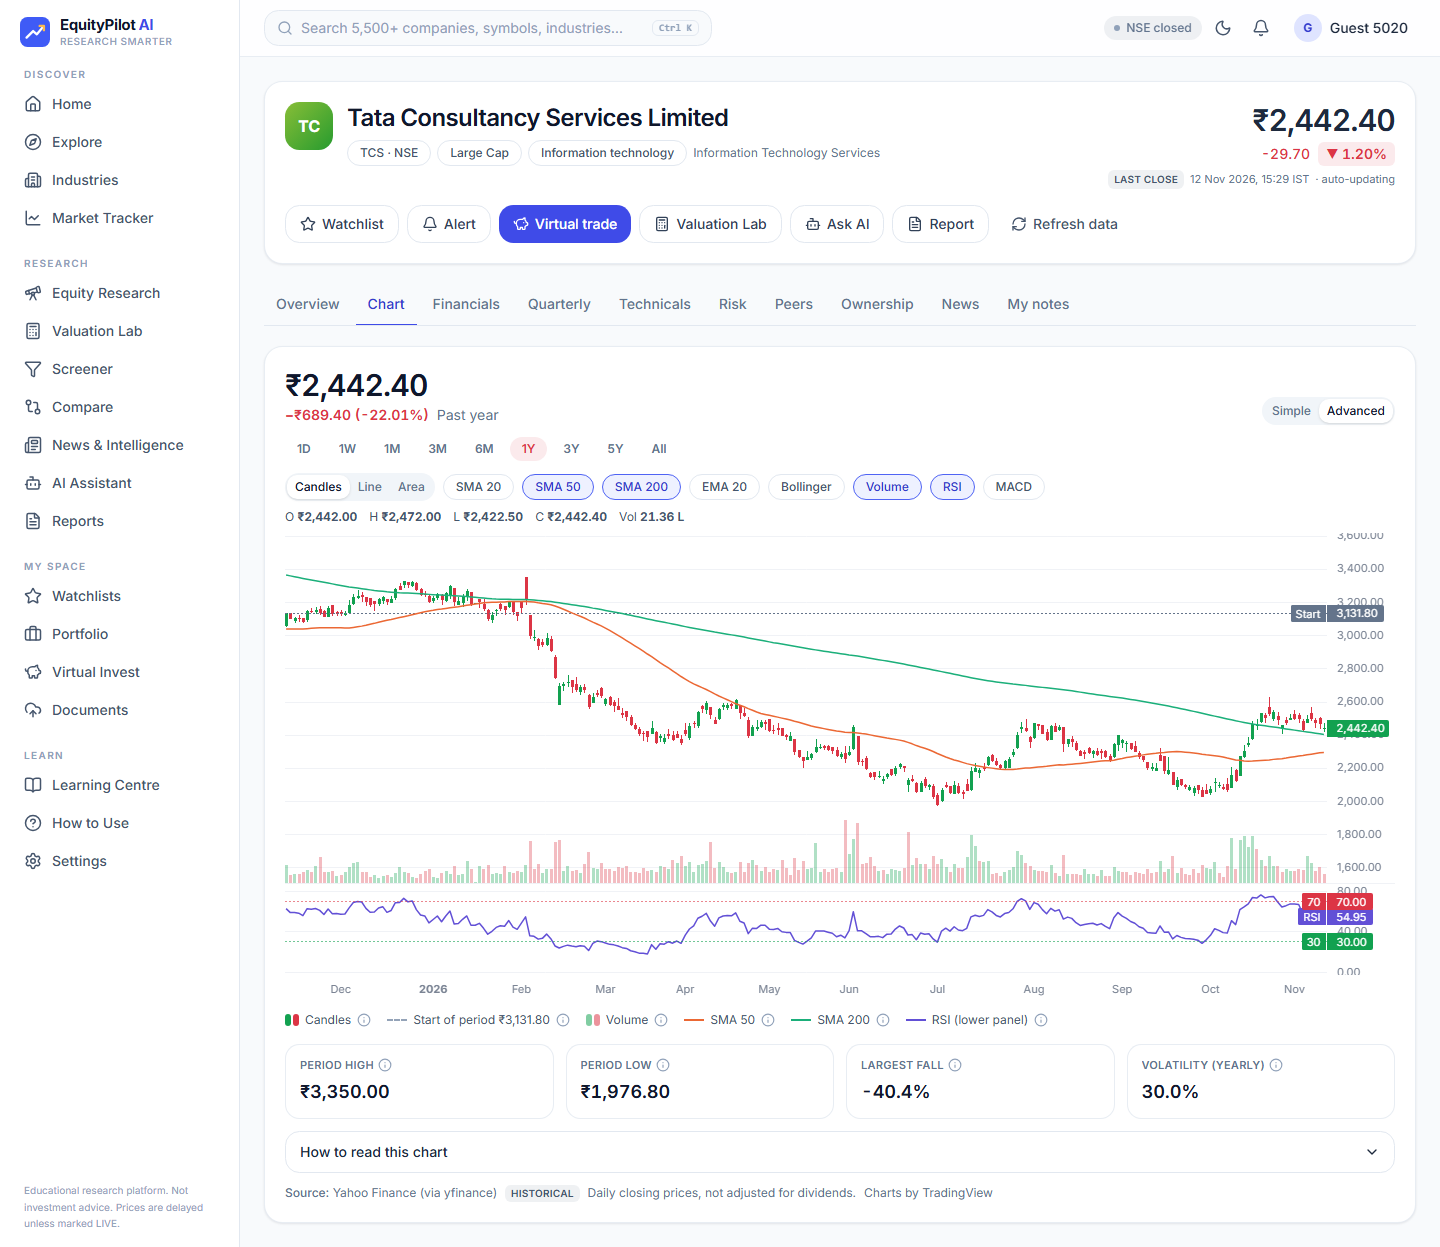 EquityPilot AI
RESEARCH SMARTER
Search 5,500+ companies, symbols, industries...
Ctrl K
NSE closed
G
Guest 5020
DISCOVER
Home
Explore
Industries
Market Tracker
RESEARCH
Equity Research
Valuation Lab
Screener
Compare
News & Intelligence
AI Assistant
Reports
MY SPACE
Watchlists
Portfolio
Virtual Invest
Documents
LEARN
Learning Centre
How to Use
Settings
Educational research platform. Not
investment advice. Prices are delayed
unless marked LIVE.
TC
Tata Consultancy Services Limited
TCS · NSE
Large Cap
Information technology
Information Technology Services
₹2,442.40
-29.70 ▼ 1.20%
LAST CLOSE 12 Nov 2026, 15:29 IST · auto-updating
Watchlist
Alert
Virtual trade
Valuation Lab
Ask AI
Report
Refresh data
Overview
Chart
Financials
Quarterly
Technicals
Risk
Peers
Ownership
News
My notes
₹2,442.40
−₹689.40 (-22.01%) Past year
Simple
Advanced
1D
1W
1M
3M
6M
1Y
3Y
5Y
All
Candles
Line
Area
SMA 20
SMA 50
SMA 200
EMA 20
Bollinger
Volume
RSI
MACD
O ₹2,442.00 H ₹2,472.00 L ₹2,422.50 C ₹2,442.40 Vol 21.36 L
3,600.00
3,400.00
3,200.00
Start 3,131.80
3,000.00
2,800.00
2,600.00
2,442.40
2,200.00
2,000.00
1,800.00
1,600.00
80.00
70 70.00
RSI 54.95
40.00
30 30.00
0.00
Dec
2026
Feb
Mar
Apr
May
Jun
Jul
Aug
Sep
Oct
Nov
Candles
Start of period ₹3,131.80
Volume
SMA 50
SMA 200
RSI (lower panel)
PERIOD HIGH
₹3,350.00
PERIOD LOW
₹1,976.80
LARGEST FALL
-40.4%
VOLATILITY (YEARLY)
30.0%
How to read this chart
Source: Yahoo Finance (via yfinance) HISTORICAL Daily closing prices, not adjusted for dividends. Charts by TradingView